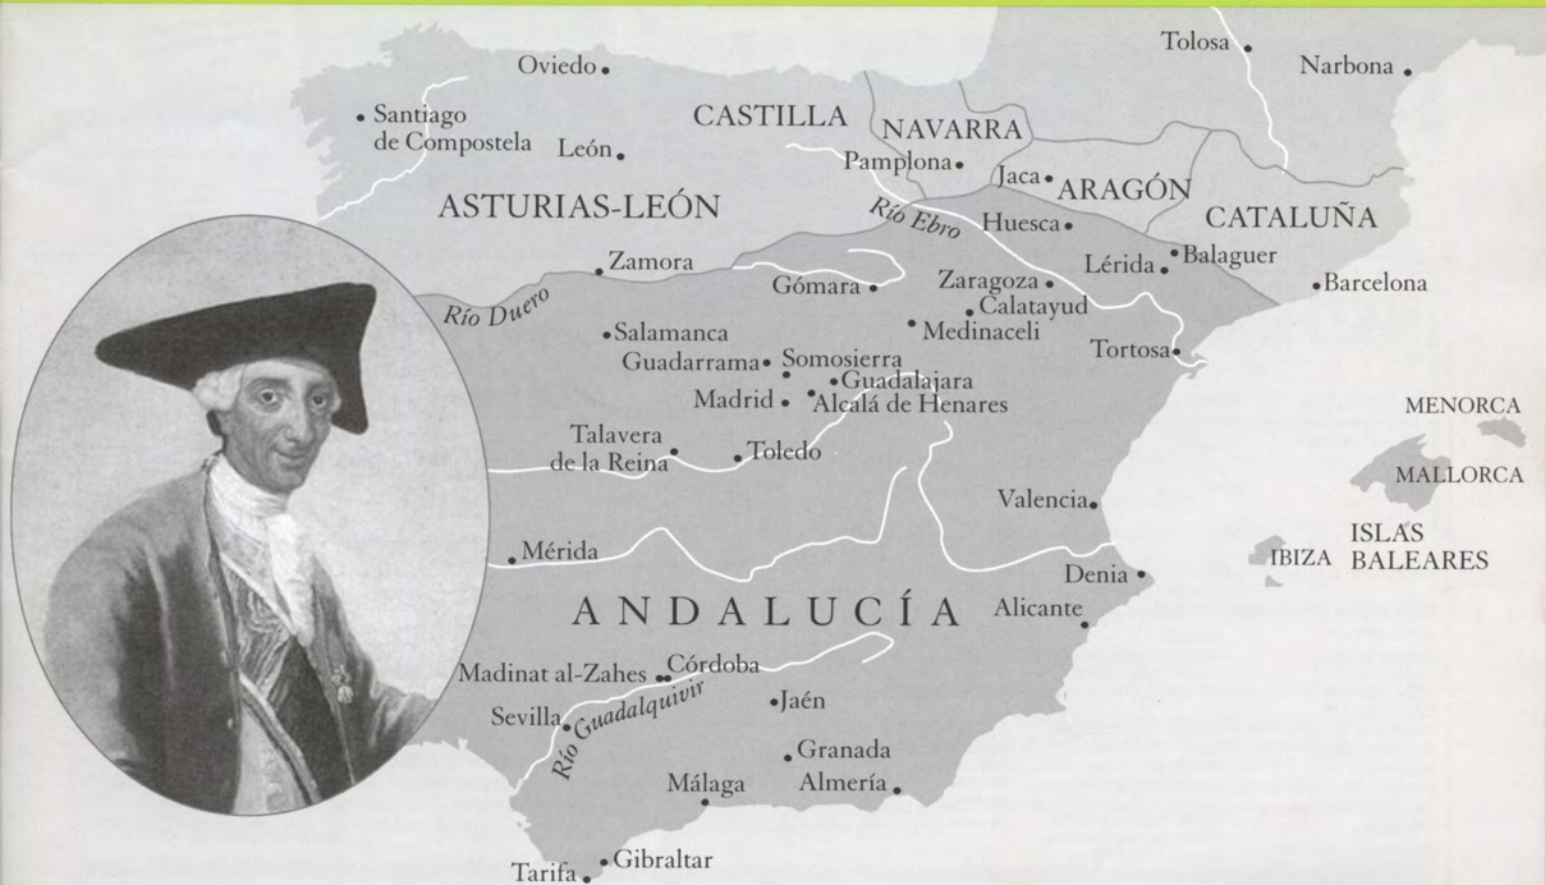 Tolosa
Narbona
Oviedo
Santiago
de Compostela
León
CASTILLA
NAVARRA
Pamplona
Jaca
ARAGÓN
ASTURIAS-LEÓN
CATALUÑA
Río Ebro
Huesca
Zamora
Lérida
Balaguer
Gómara
Zaragoza
Barcelona
Río Duero
Calatayud
Salamanca
Medinaceli
Tortosa
Guadarrama
Somosierra
Guadalajara
Madrid
Alcalá de Henares
MENORCA
Talavera
de la Reina
Toledo
MALLORCA
Valencia
ISLAS
BALEARES
Mérida
IBIZA
Denia
ANDALUCÍA
Alicante
Madinat al-Zahes
Córdoba
Jaén
Sevilla
Río Guadalquivir
Granada
Málaga
Almería
Gibraltar
Tarifa